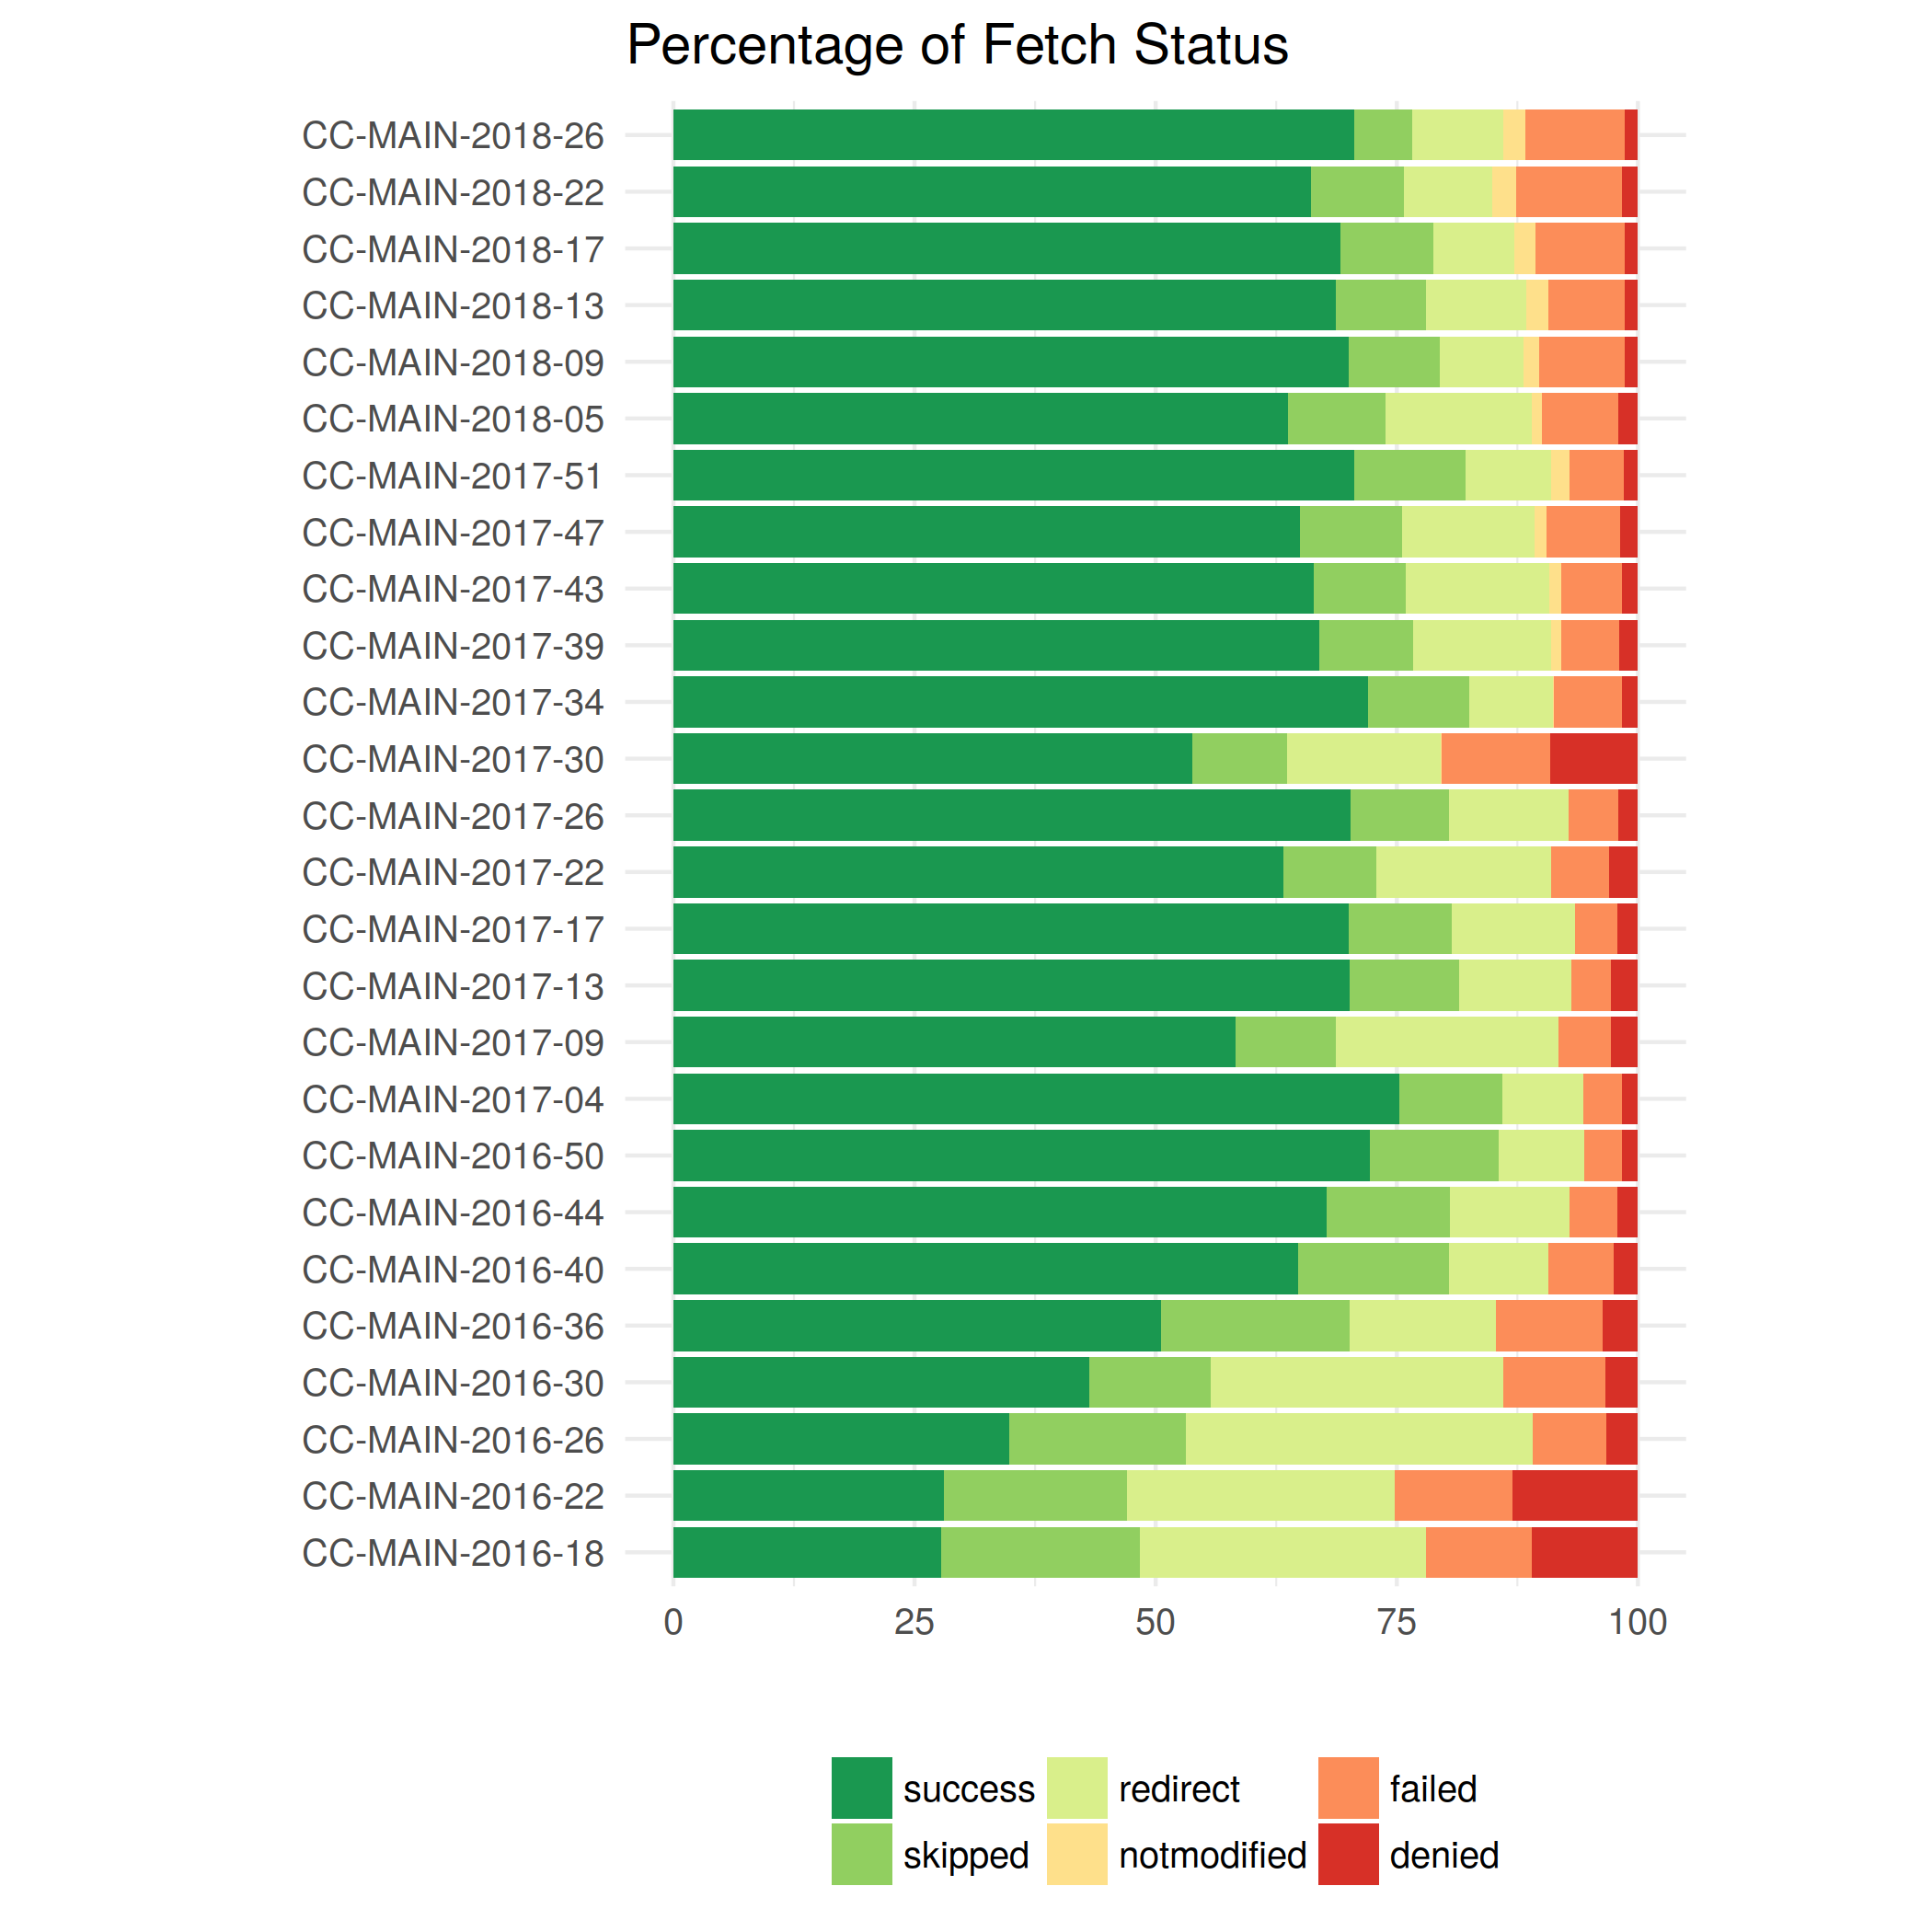 Percentage of Fetch Status
CC-MAIN-2018-26
CC-MAIN-2018-22
CC-MAIN-2018-17
CC-MAIN-2018-13
CC-MAIN-2018-09
CC-MAIN-2018-05
CC-MAIN-2017-51
CC-MAIN-2017-47
CC-MAIN-2017-43
CC-MAIN-2017-39
CC-MAIN-2017-34
CC-MAIN-2017-30
CC-MAIN-2017-26
CC-MAIN-2017-22
CC-MAIN-2017-17
CC-MAIN-2017-13
CC-MAIN-2017-09
CC-MAIN-2017-04
CC-MAIN-2016-50
CC-MAIN-2016-44
CC-MAIN-2016-40
CC-MAIN-2016-36
CC-MAIN-2016-30
CC-MAIN-2016-26
CC-MAIN-2016-22
CC-MAIN-2016-18
0 25 50 75 100
success redirect failed
skipped notmodified denied